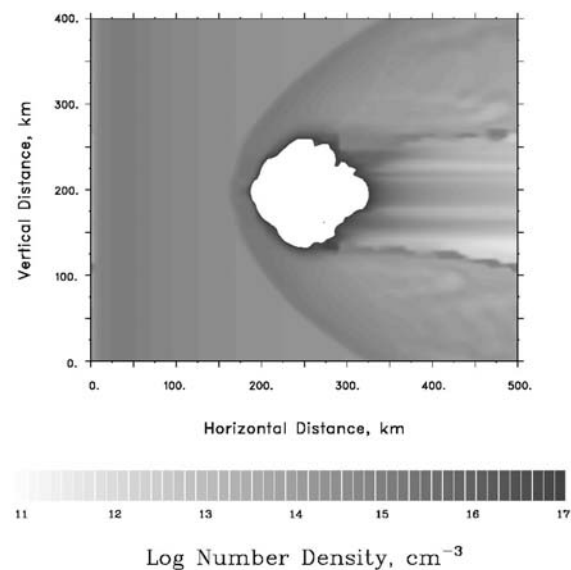 400.
300.
200.
100.
0.
Vertical Distance, km
0. 100. 200. 300. 400. 500.
Horizontal Distance, km
11 12 13 14 15 16 17
Log Number Density, cm⁻³